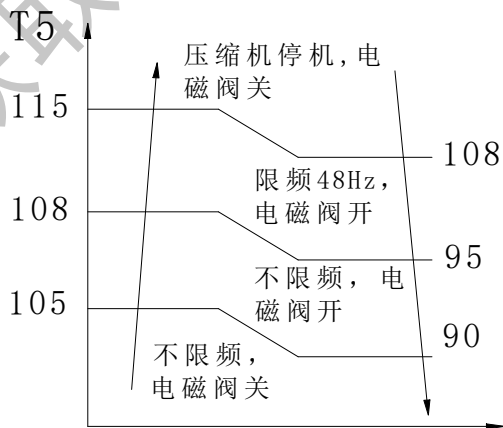 T5
压缩机停机,电
磁阀关
115
108
限频48Hz,
电磁阀开
108
95
不限频,电
磁阀开
105
90
不限频,
电磁阀关